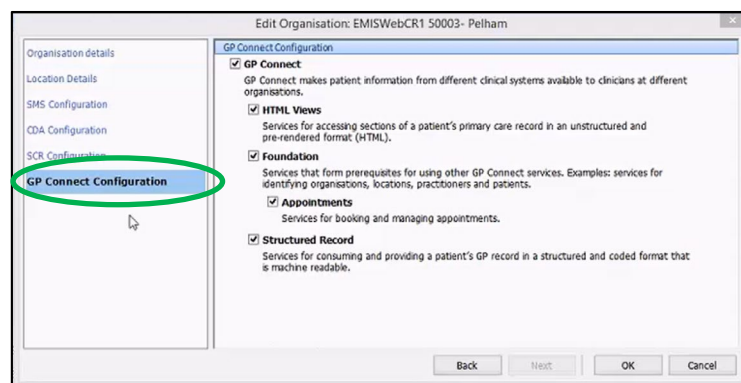 Edit Organisation: EMISWebCR1 50003- Pelham
Organisation details
Location Details
SMS Configuration
CDA Configuration
SCR Configuration
GP Connect Configuration
GP Connect Configuration
GP Connect
GP Connect makes patient information from different clinical systems available to clinicians at different
organisations.
HTML Views
Services for accessing sections of a patient's primary care record in an unstructured and
pre-rendered format (HTML).
Foundation
Services that form prerequisites for using other GP Connect services. Examples: services for
identifying organisations, locations, practitioners and patients.
Appointments
Services for booking and managing appointments.
Structured Record
Services for consuming and providing a patient's GP record in a structured and coded format that
is machine readable.
Back Next OK Cancel